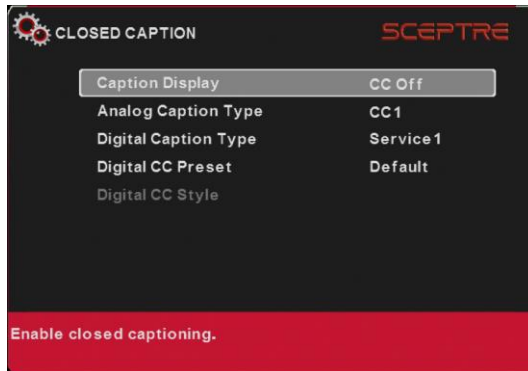 CLOSED CAPTION SCEPTRE
Caption Display CC Off
Analog Caption Type CC1
Digital Caption Type Service1
Digital CC Preset Default
Digital CC Style
Enable closed captioning.